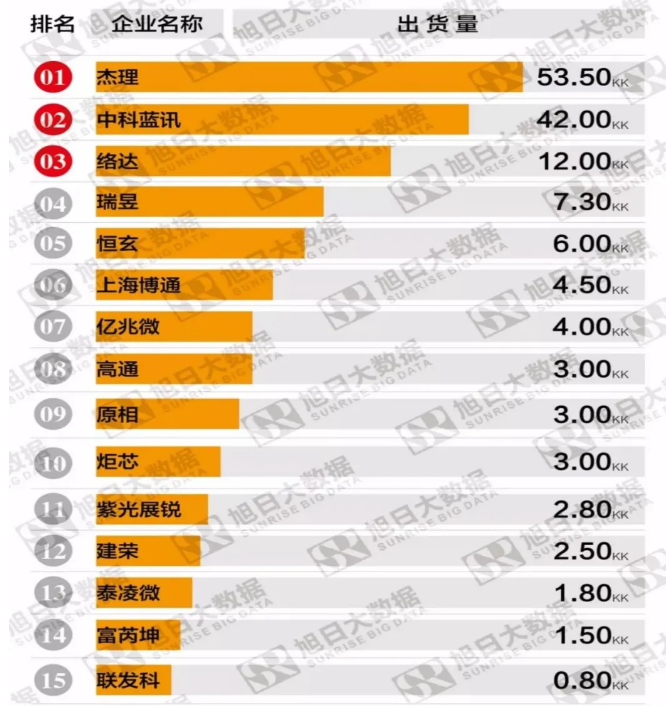 排名 企业名称 出货量
01 杰理 53.50KK
02 中科蓝讯 42.00KK
03 络达 12.00KK
04 瑞昱 7.30KK
05 恒玄 6.00KK
06 上海博通 4.50KK
07 亿兆微 4.00KK
08 高通 3.00KK
09 原相 3.00KK
10 炬芯 3.00KK
11 紫光展锐 2.80KK
12 建荣 2.50KK
13 泰凌微 1.80KK
14 富芮坤 1.50KK
15 联发科 0.80KK
旭日大数据
SUNRISE BIG DATA